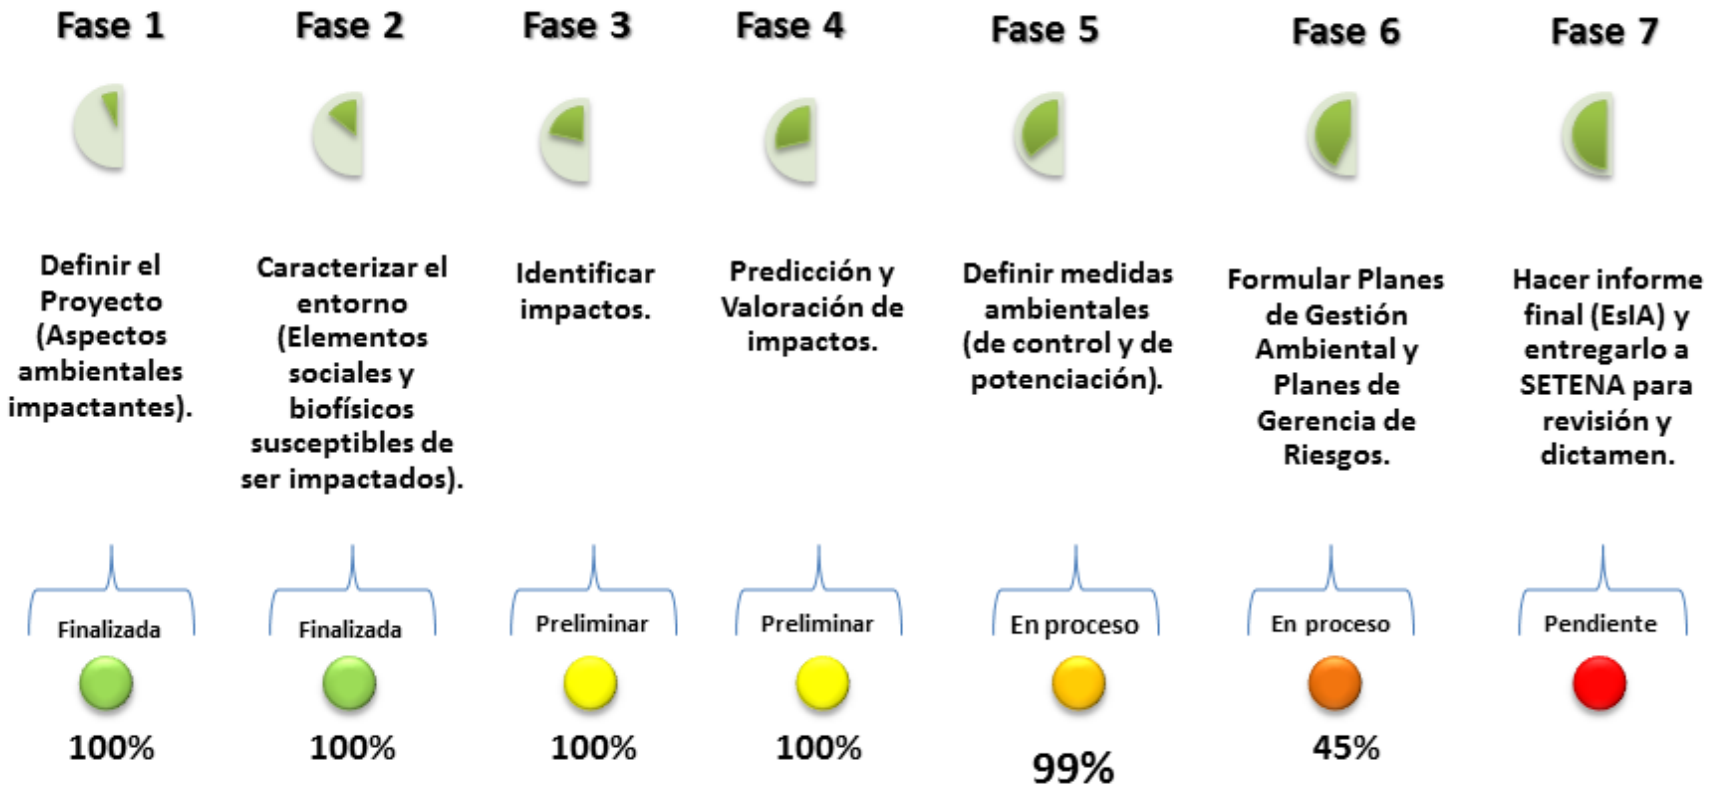 Fase 1
Fase 2
Fase 3
Fase 4
Fase 5
Fase 6
Fase 7
Definir el
Proyecto
(Aspectos
ambientales
impactantes).
Caracterizar el
entorno
(Elementos
sociales y
biofísicos
susceptibles de
ser impactados).
Identificar
impactos.
Predicción y
Valoración de
impactos.
Definir medidas
ambientales
(de control y de
potenciación).
Formular Planes
de Gestión
Ambiental y
Planes de
Gerencia de
Riesgos.
Hacer informe
final (EsIA) y
entregarlo a
SETENA para
revisión y
dictamen.
Finalizada
Finalizada
Preliminar
Preliminar
En proceso
En proceso
Pendiente
100%
100%
100%
100%
99%
45%